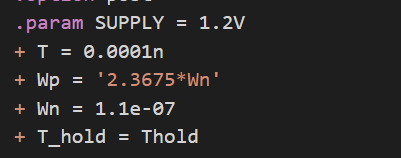 .param SUPPLY = 1.2V
+ T = 0.0001n
+ Wp = '2.3675*Wn'
+ Wn = 1.1e-07
+ T_hold = Thold